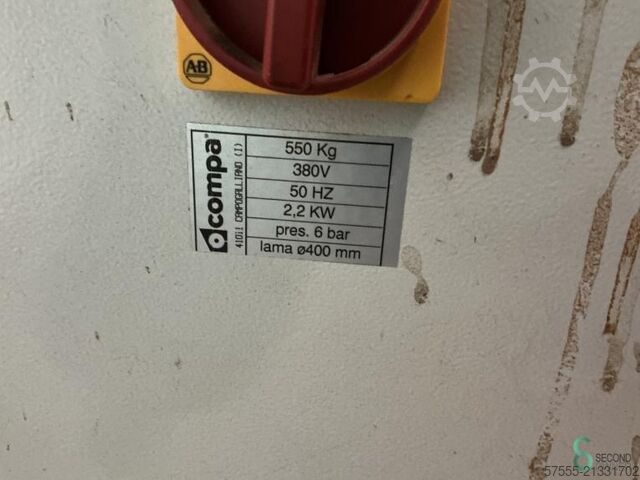 AB
compa®
41011 CAMPOGALLIANO (I)
550 Kg
380V
50 HZ
2,2 KW
pres. 6 bar
lama ø400 mm
SECOND
57555-21331702